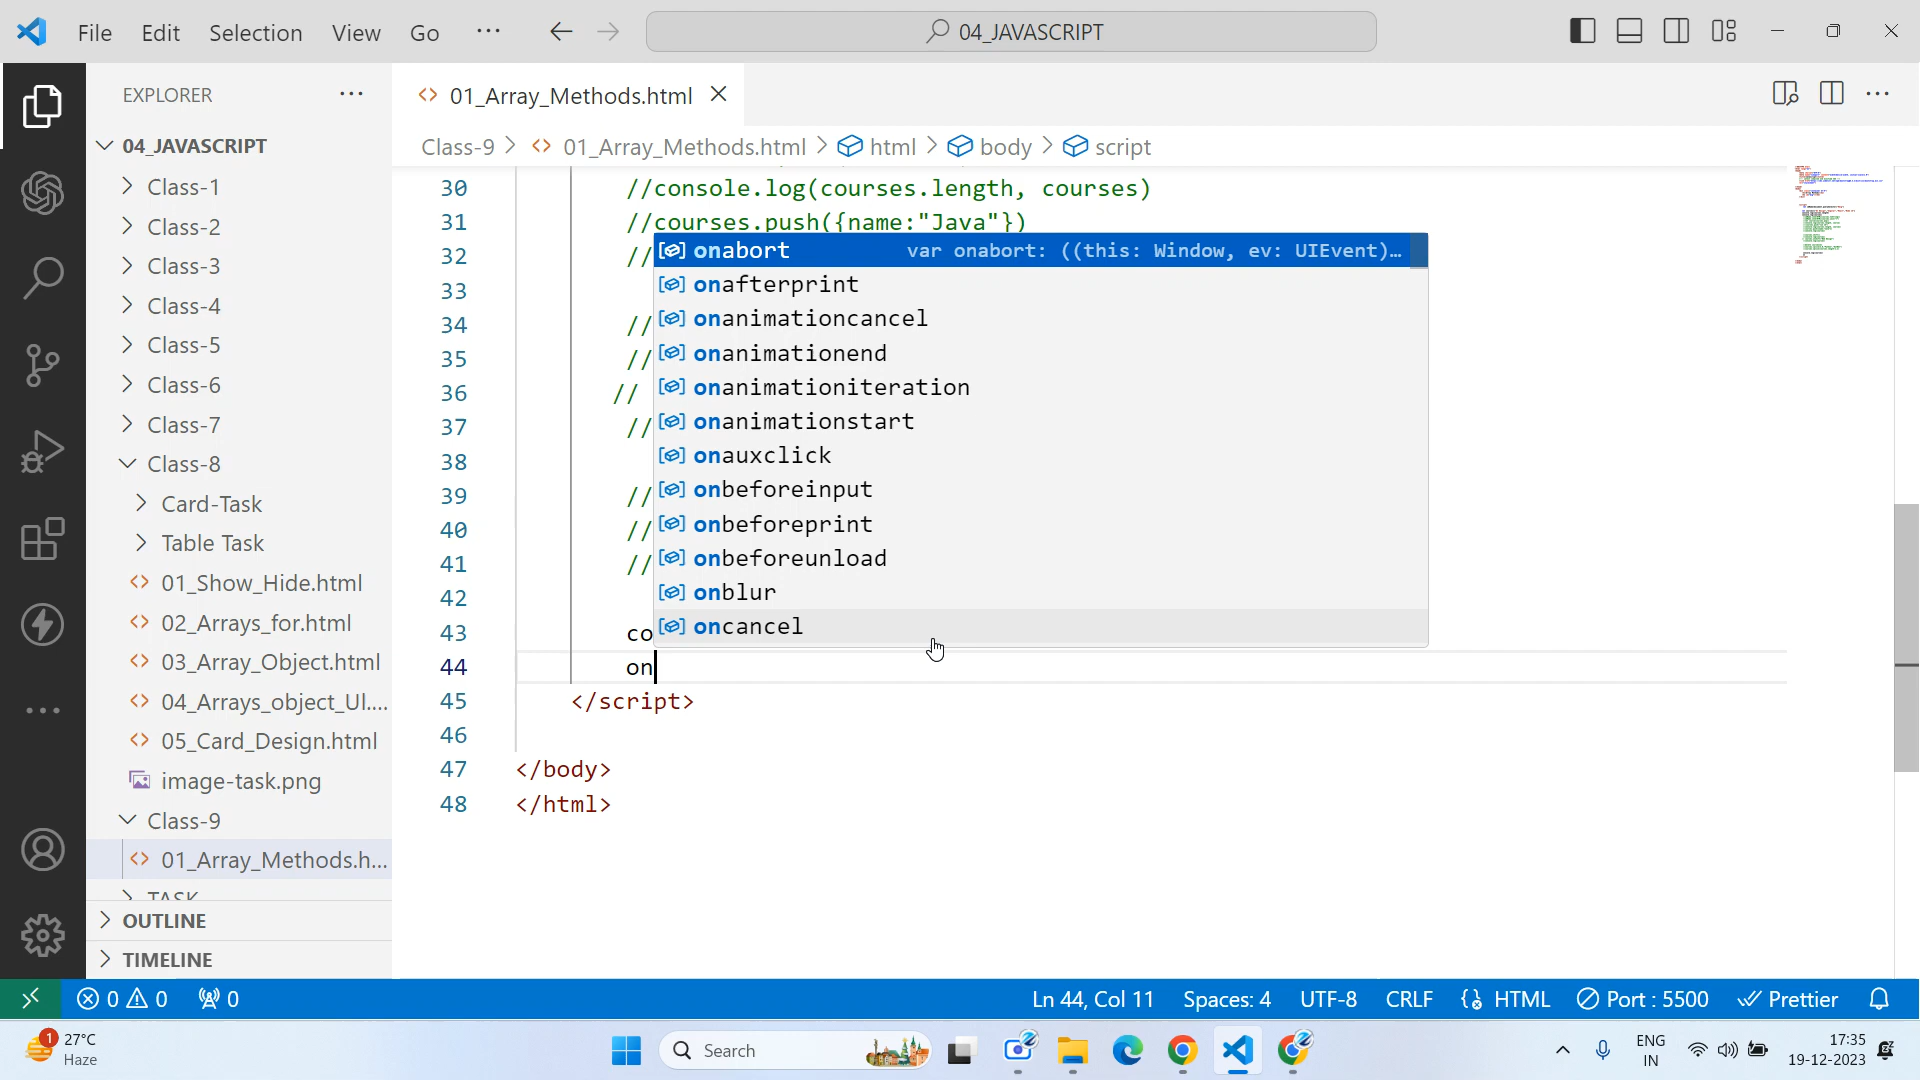 File Edit Selection View Go ... 04_JAVASCRIPT
EXPLORER
04_JAVASCRIPT
Class-1
Class-2
Class-3
Class-4
Class-5
Class-6
Class-7
Class-8
Card-Task
Table Task
01_Show_Hide.html
02_Arrays_for.html
03_Array_Object.html
04_Arrays_object_UI....
05_Card_Design.html
image-task.png
Class-9
01_Array_Methods.h...
TASK
OUTLINE
TIMELINE
01_Array_Methods.html
Class-9 > 01_Array_Methods.html > html > body > script
30 //console.log(courses.length, courses)
31 //courses.push({name:"Java"})
32 //
33
34 //
35 //
36 //
37 //
38
39 //
40 //
41 //
42
43 co
44 on
45 </script>
46
47 </body>
48 </html>
onabort var onabort: ((this: Window, ev: UIEvent)…
onafterprint
onanimationcancel
onanimationend
onanimationiteration
onanimationstart
onauxclick
onbeforeinput
onbeforeprint
onbeforeunload
onblur
oncancel
0 0 0 Ln 44, Col 11 Spaces: 4 UTF-8 CRLF HTML Port : 5500 Prettier
1 27°C
Haze
Search
ENG
IN
17:35
19-12-2023